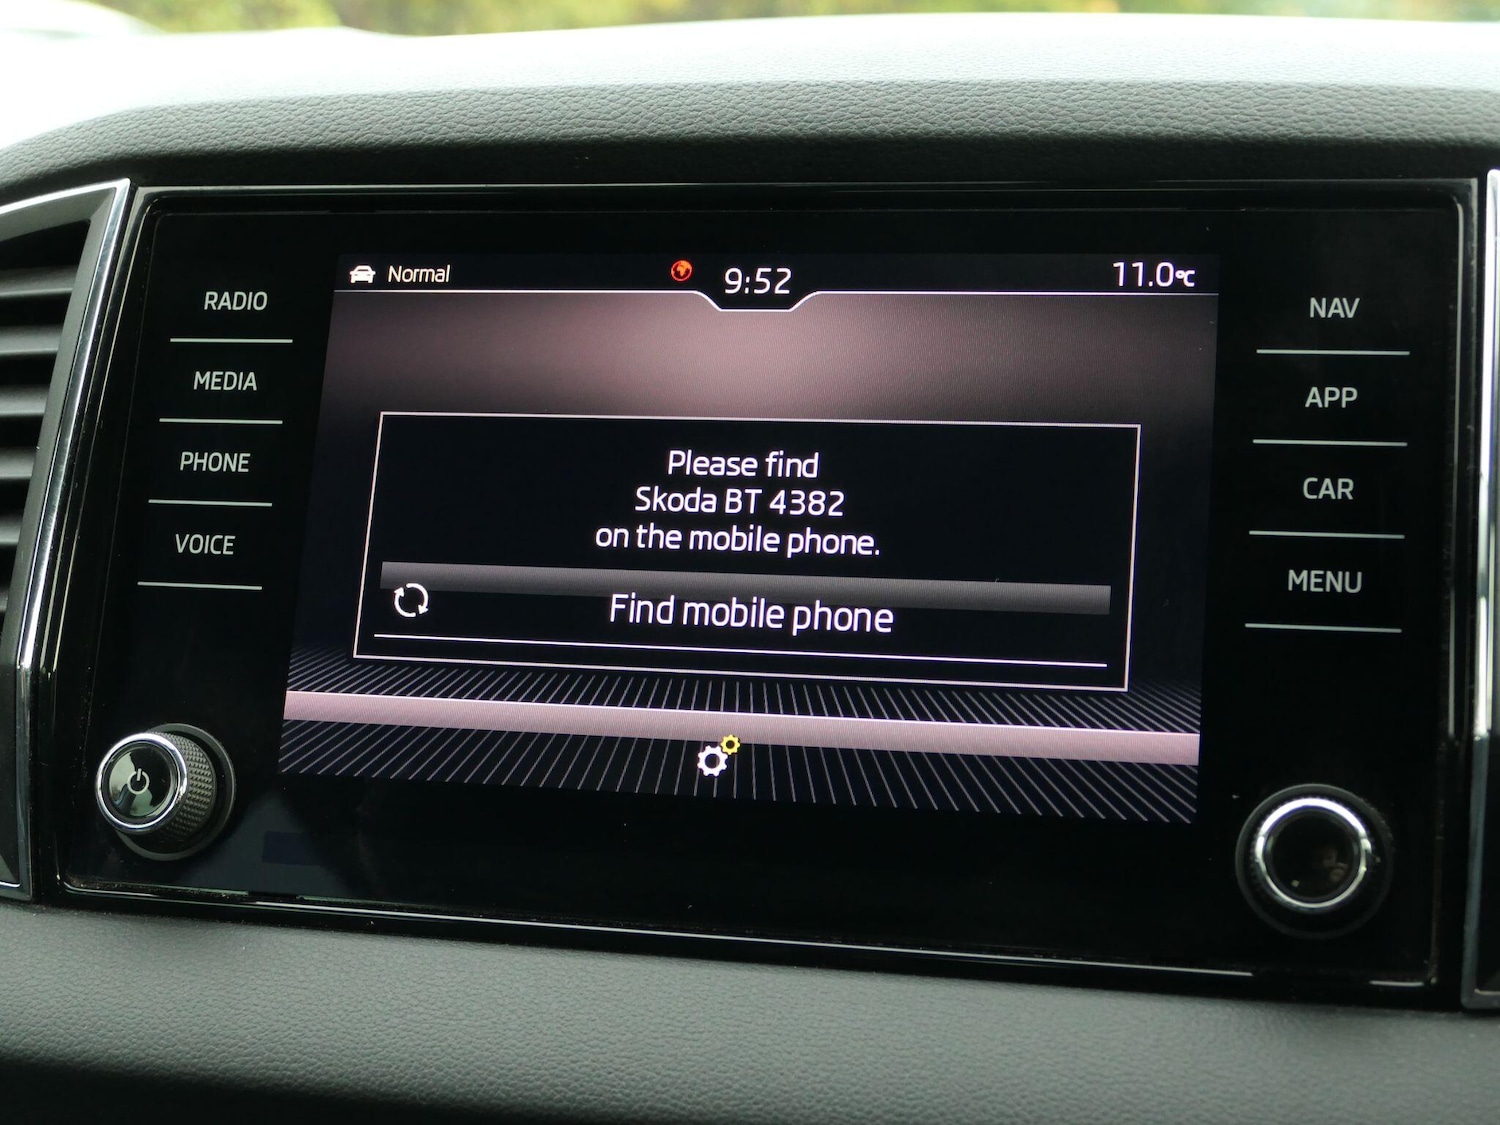 Normal
9:52
11.0°C
RADIO
MEDIA
PHONE
VOICE
Please find
Skoda BT 4382
on the mobile phone.
Find mobile phone
NAV
APP
CAR
MENU